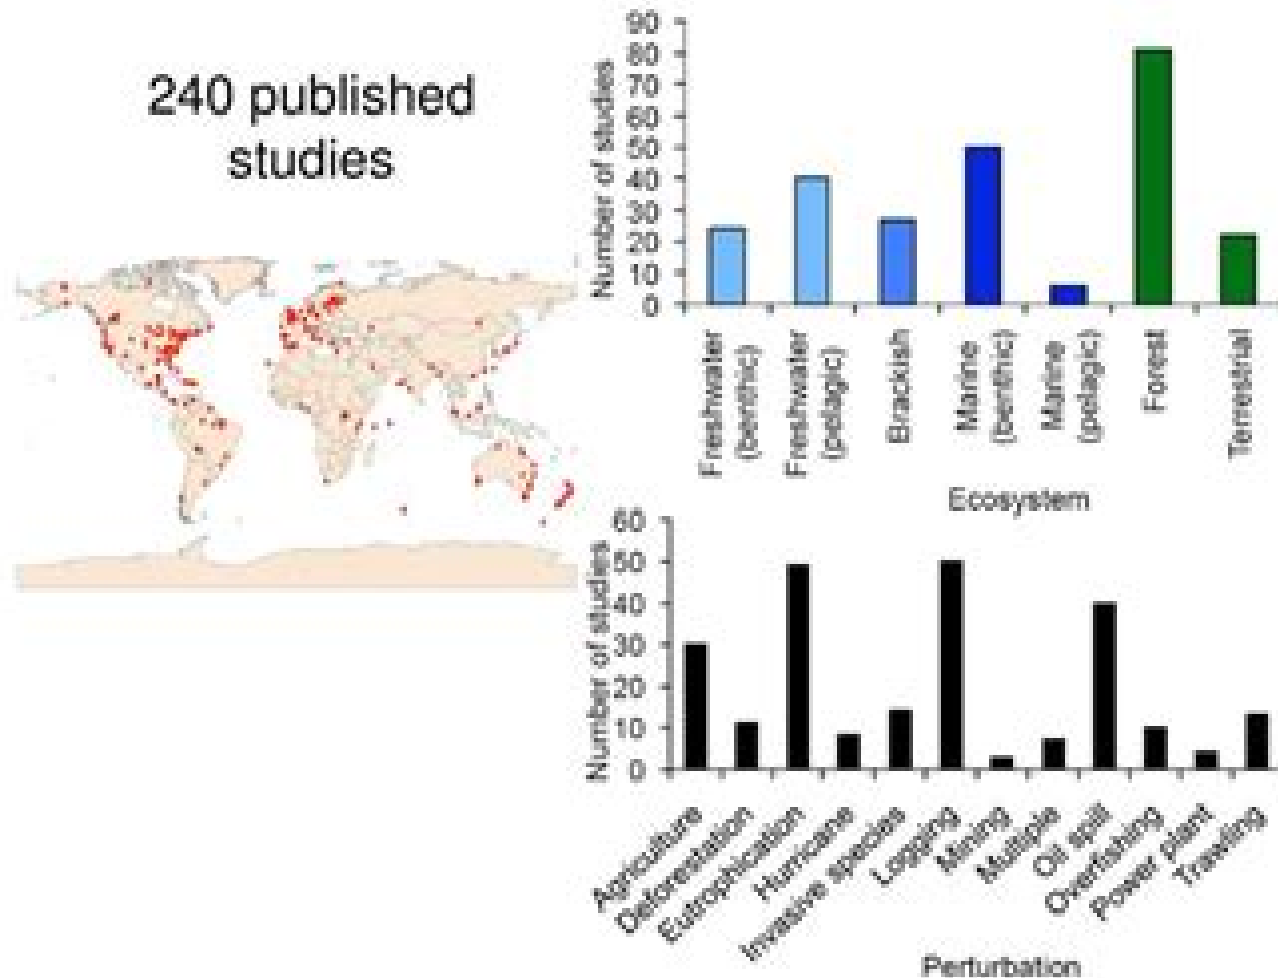 240 published
studies
Number of studies
90
80
70
60
50
40
30
20
10
0
Freshwater
(benthic)
Freshwater
(pelagic)
Brackish
Marine
(benthic)
Marine
(pelagic)
Forest
Terrestrial
Ecosystem
Number of studies
60
50
40
30
20
10
0
Agriculture
Deforestation
Eutrophication
Hurricane
Invasive species
Logging
Mining
Multiple
Oil spill
Overfishing
Power plant
Trawling
Perturbation